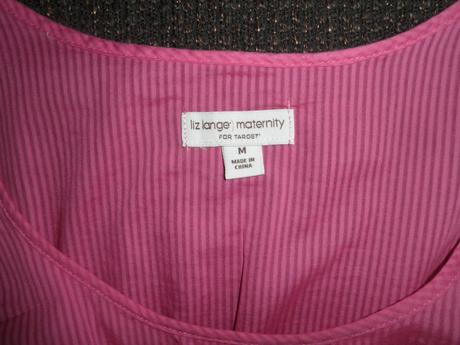 liz lange maternity
FOR TARGET
M
MADE IN
CHINA